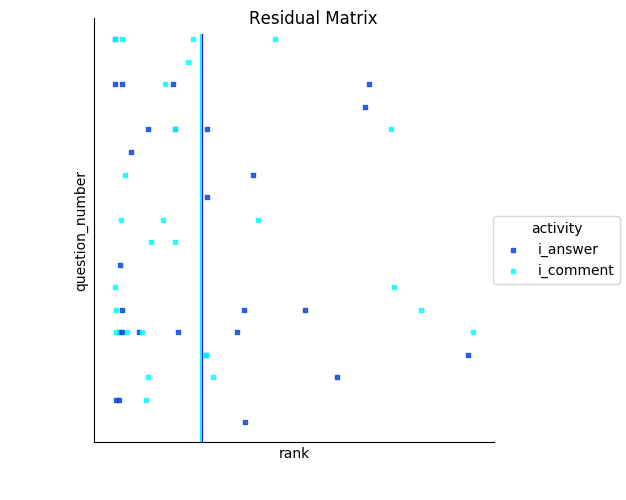 Residual Matrix
question_number
activity
i_answer
i_comment
rank